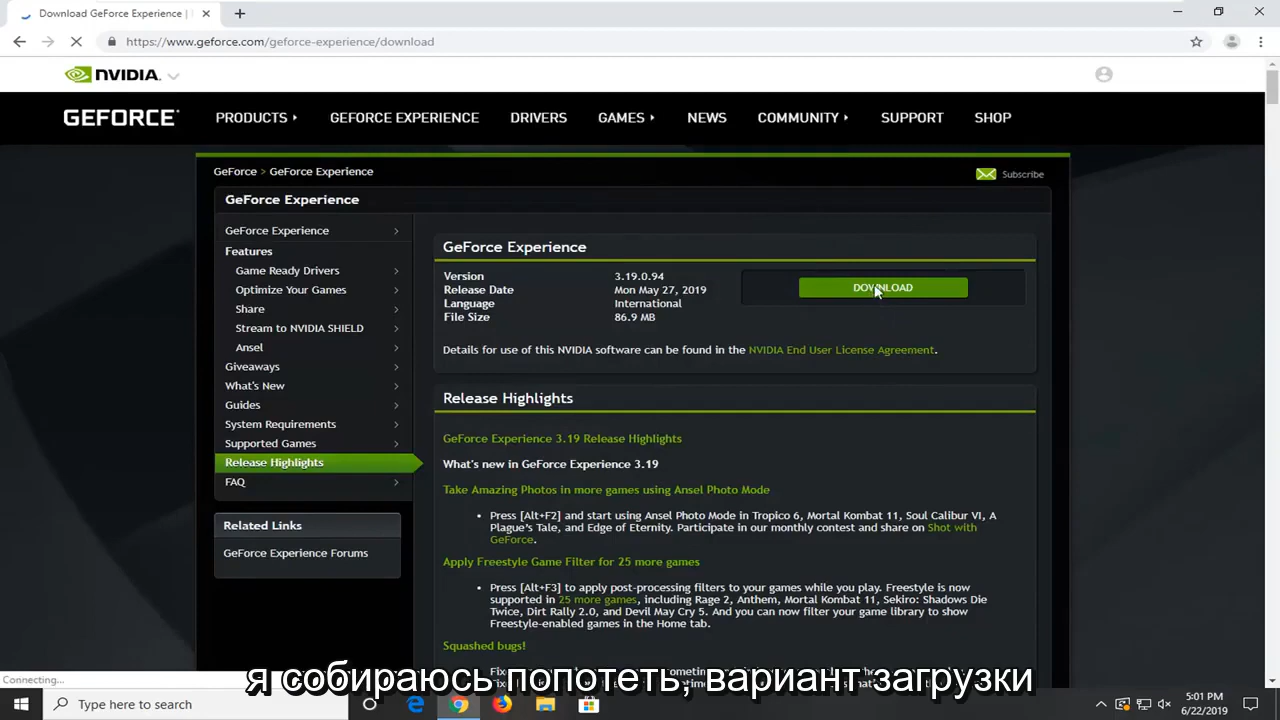 Download GeForce Experience |
https://www.geforce.com/geforce-experience/download
NVIDIA.
GEFORCE PRODUCTS GEFORCE EXPERIENCE DRIVERS GAMES NEWS COMMUNITY SUPPORT SHOP
GeForce > GeForce Experience
Subscribe
GeForce Experience
GeForce Experience
Features
Game Ready Drivers
Optimize Your Games
Share
Stream to NVIDIA SHIELD
Ansel
Giveaways
What's New
Guides
System Requirements
Supported Games
Release Highlights
FAQ
Related Links
GeForce Experience Forums
GeForce Experience
Version 3.19.0.94
Release Date Mon May 27, 2019
Language International
File Size 86.9 MB
DOWNLOAD
Details for use of this NVIDIA software can be found in the NVIDIA End User License Agreement.
Release Highlights
GeForce Experience 3.19 Release Highlights
What's new in GeForce Experience 3.19
Take Amazing Photos in more games using Ansel Photo Mode
• Press [Alt+F2] and start using Ansel Photo Mode in Tropico 6, Mortal Kombat 11, Soul Calibur VI, A
Plague's Tale, and Edge of Eternity. Participate in our monthly contest and share on Shot with
GeForce.
Apply Freestyle Game Filter for 25 more games
• Press [Alt+F3] to apply post-processing filters to your games while you play. Freestyle is now
supported in 25 more games, including Rage 2, Anthem, Mortal Kombat 11, Sekiro: Shadows Die
Twice, Dirt Rally 2.0, and Devil May Cry 5. And you can now filter your game library to show
Freestyle-enabled games in the Home tab.
Squashed bugs!
Connecting...
я собираюсь попотеть, вариант загрузки
Type here to search
5:01 PM
6/22/2019